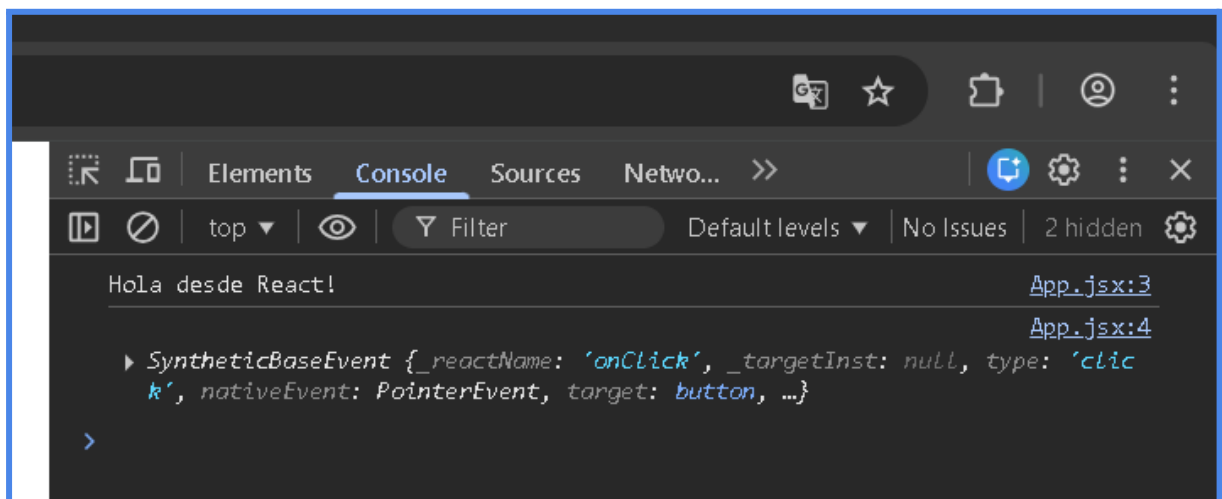 Elements Console Sources Netwo...
top Filter Default levels No Issues 2 hidden
Hola desde React! App.jsx:3
App.jsx:4
SyntheticBaseEvent {_reactName: 'onClick', _targetInst: null, type: 'clic
k', nativeEvent: PointerEvent, target: button, …}